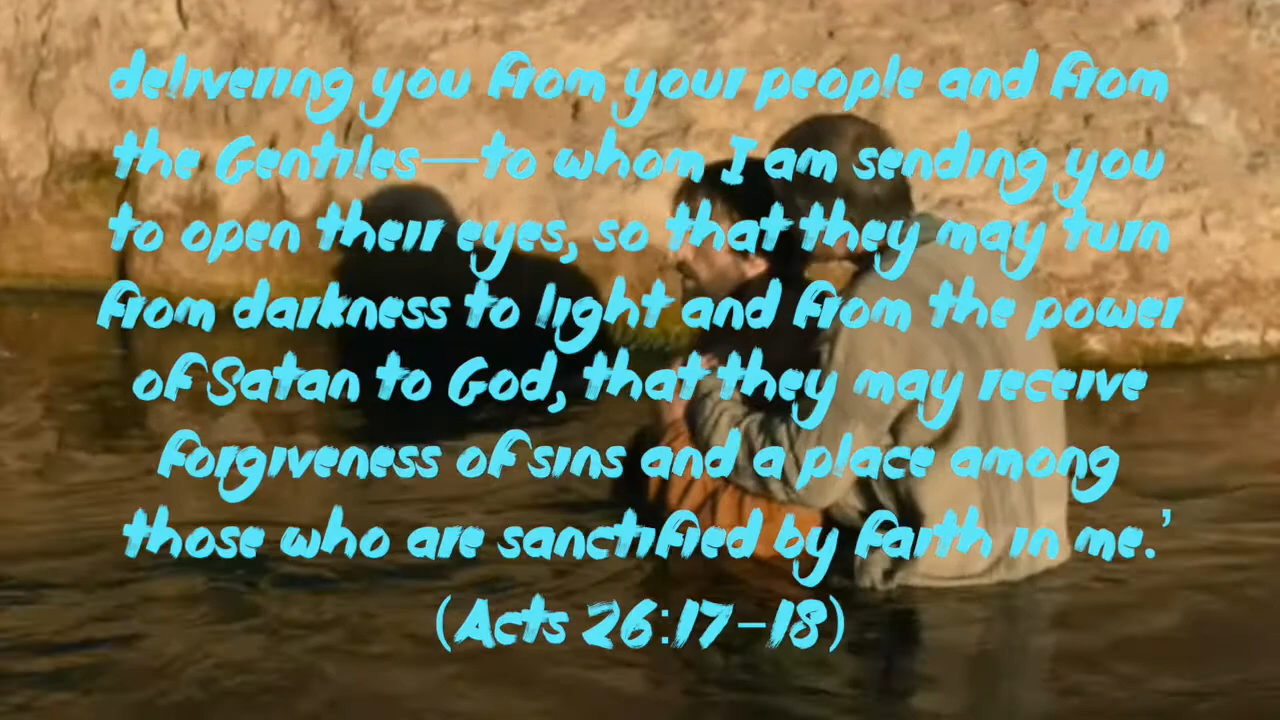 delivering you from your people and from
the Gentiles—to whom I am sending you
to open their eyes, so that they may turn
from darkness to light and from the power
of Satan to God, that they may receive
forgiveness of sins and a place among
those who are sanctified by faith in me.’
(Acts 26:17-18)